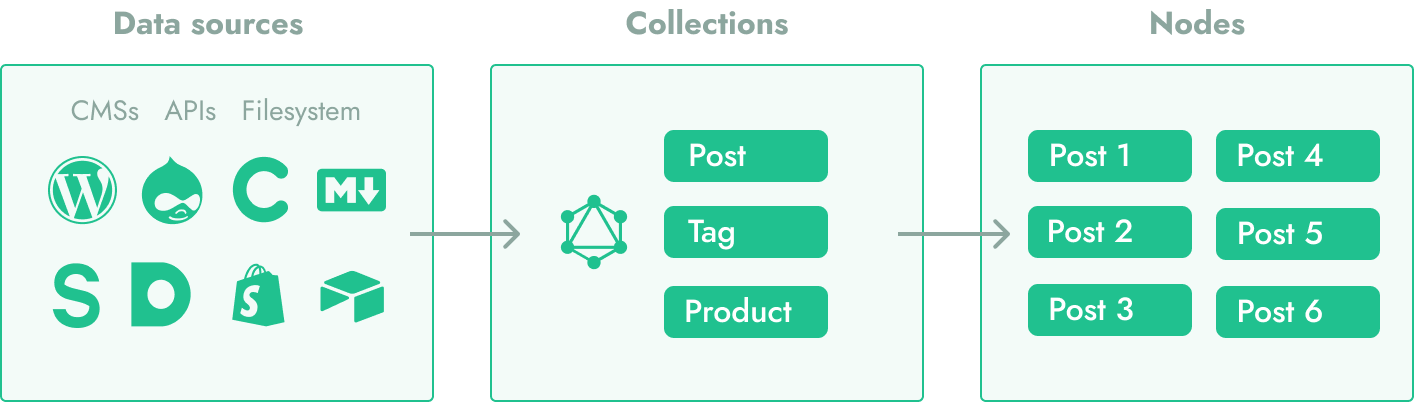 Data sources
Collections
Nodes
CMSs APIs Filesystem
W
C
M
S
D
S
Post
Tag
Product
Post 1
Post 4
Post 2
Post 5
Post 3
Post 6